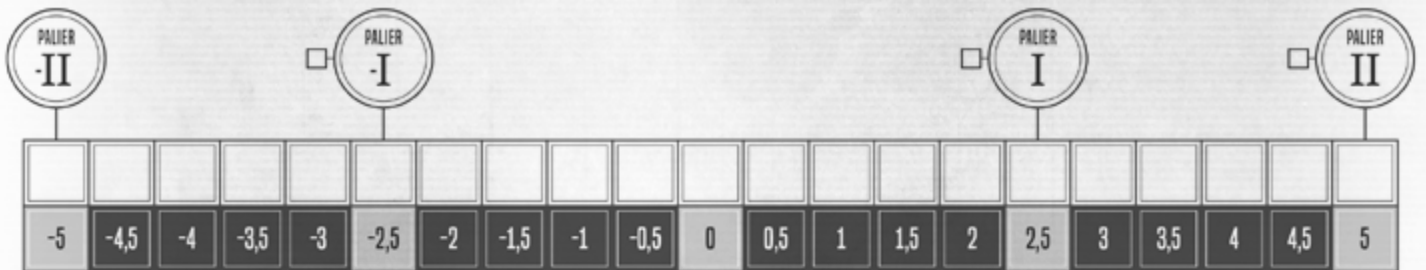 PALIER PALIER PALIER PALIER
-II -I I II
-5 -4,5 -4 -3,5 -3 -2,5 -2 -1,5 -1 -0,5 0 0,5 1 1,5 2 2,5 3 3,5 4 4,5 5